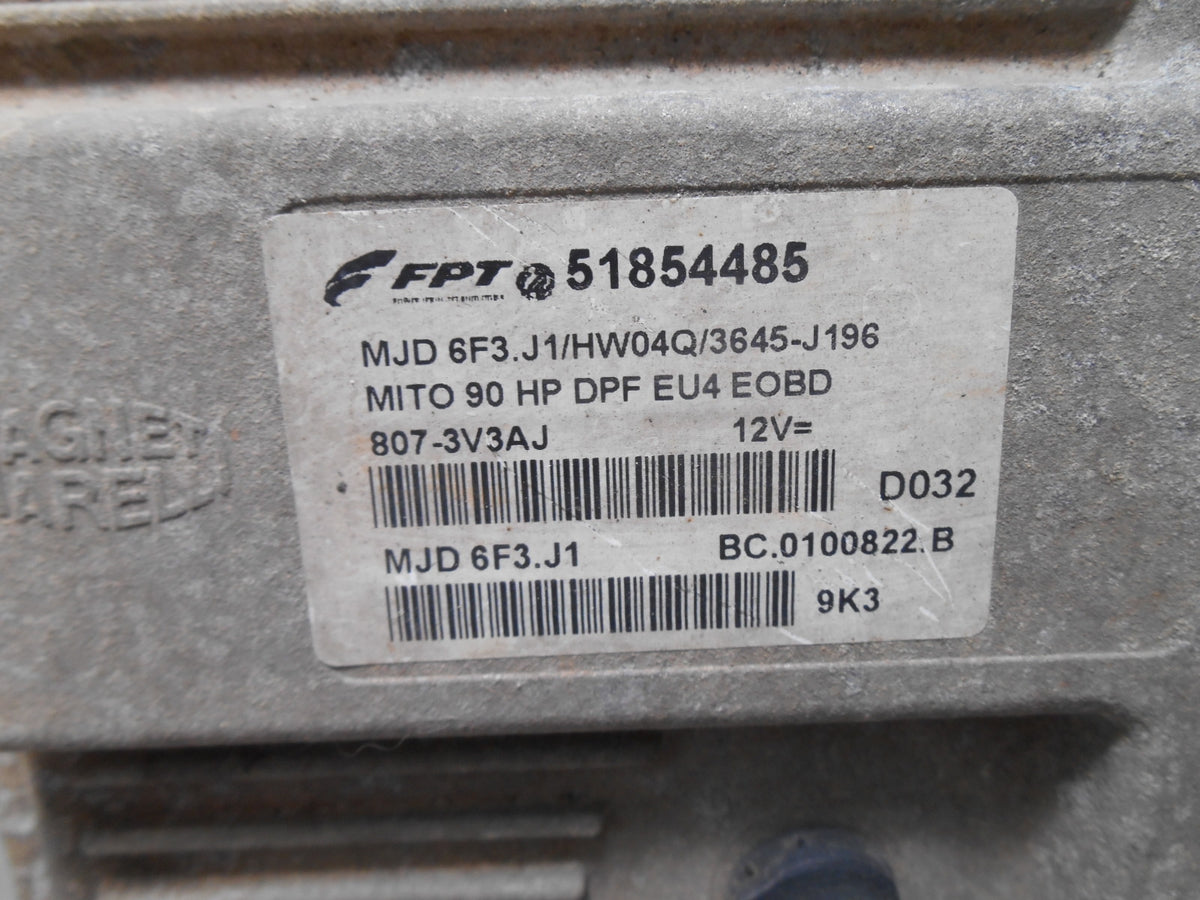 FPT 51854485
MJD 6F3.J1/HW04Q/3645-J196
MITO 90 HP DPF EU4 EOBD
807-3V3AJ 12V=
D032
MJD 6F3.J1 BC.0100822.B
9K3